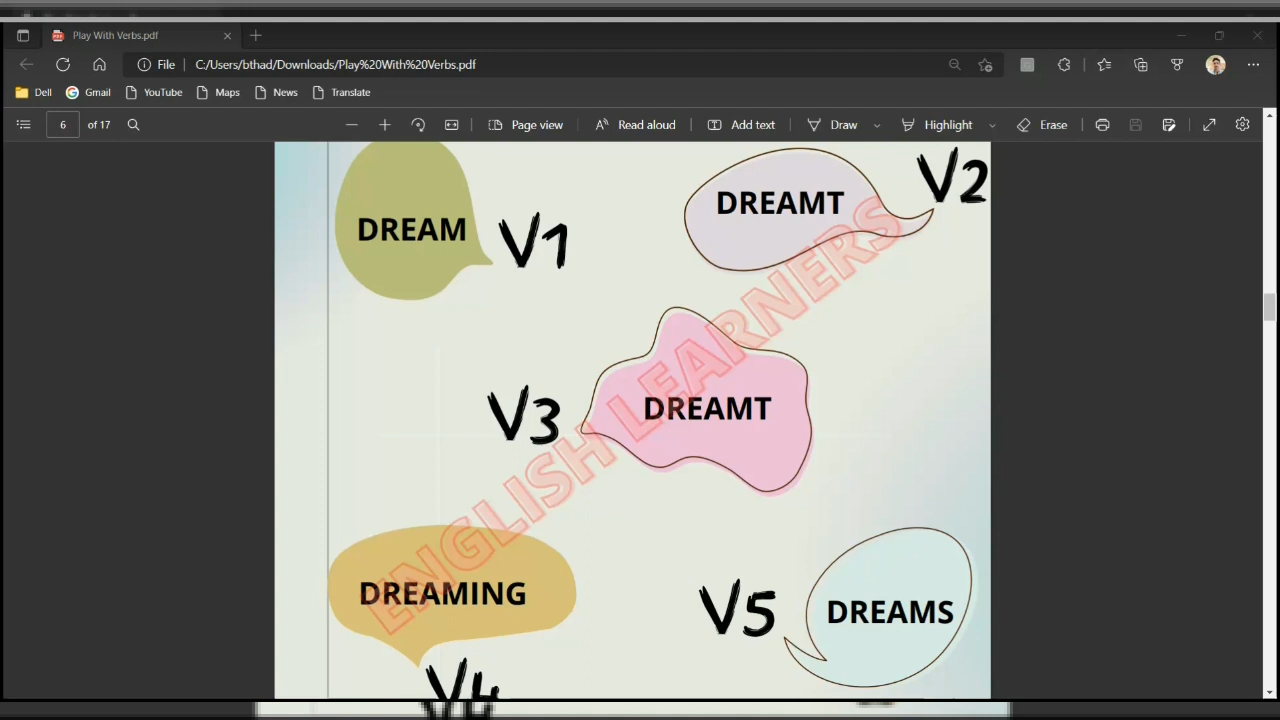 Play With Verbs.pdf
File C:/Users/bthad/Downloads/Play%20With%20Verbs.pdf
Dell Gmail YouTube Maps News Translate
6 of 17 Page view Read aloud Add text Draw Highlight Erase
DREAM V1
DREAMT V2
V3 DREAMT
ENGLISH LEARNERS
DREAMING V4
V5 DREAMS